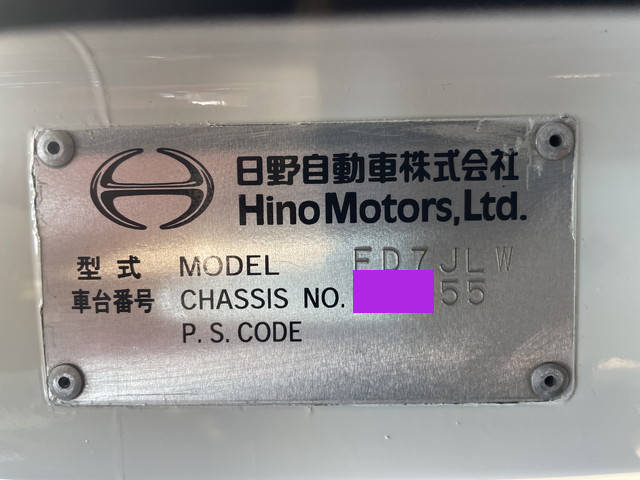 日野自動車株式会社
Hino Motors, Ltd.
型式 MODEL FD7JLW
車台番号 CHASSIS NO. 55
P.S.CODE